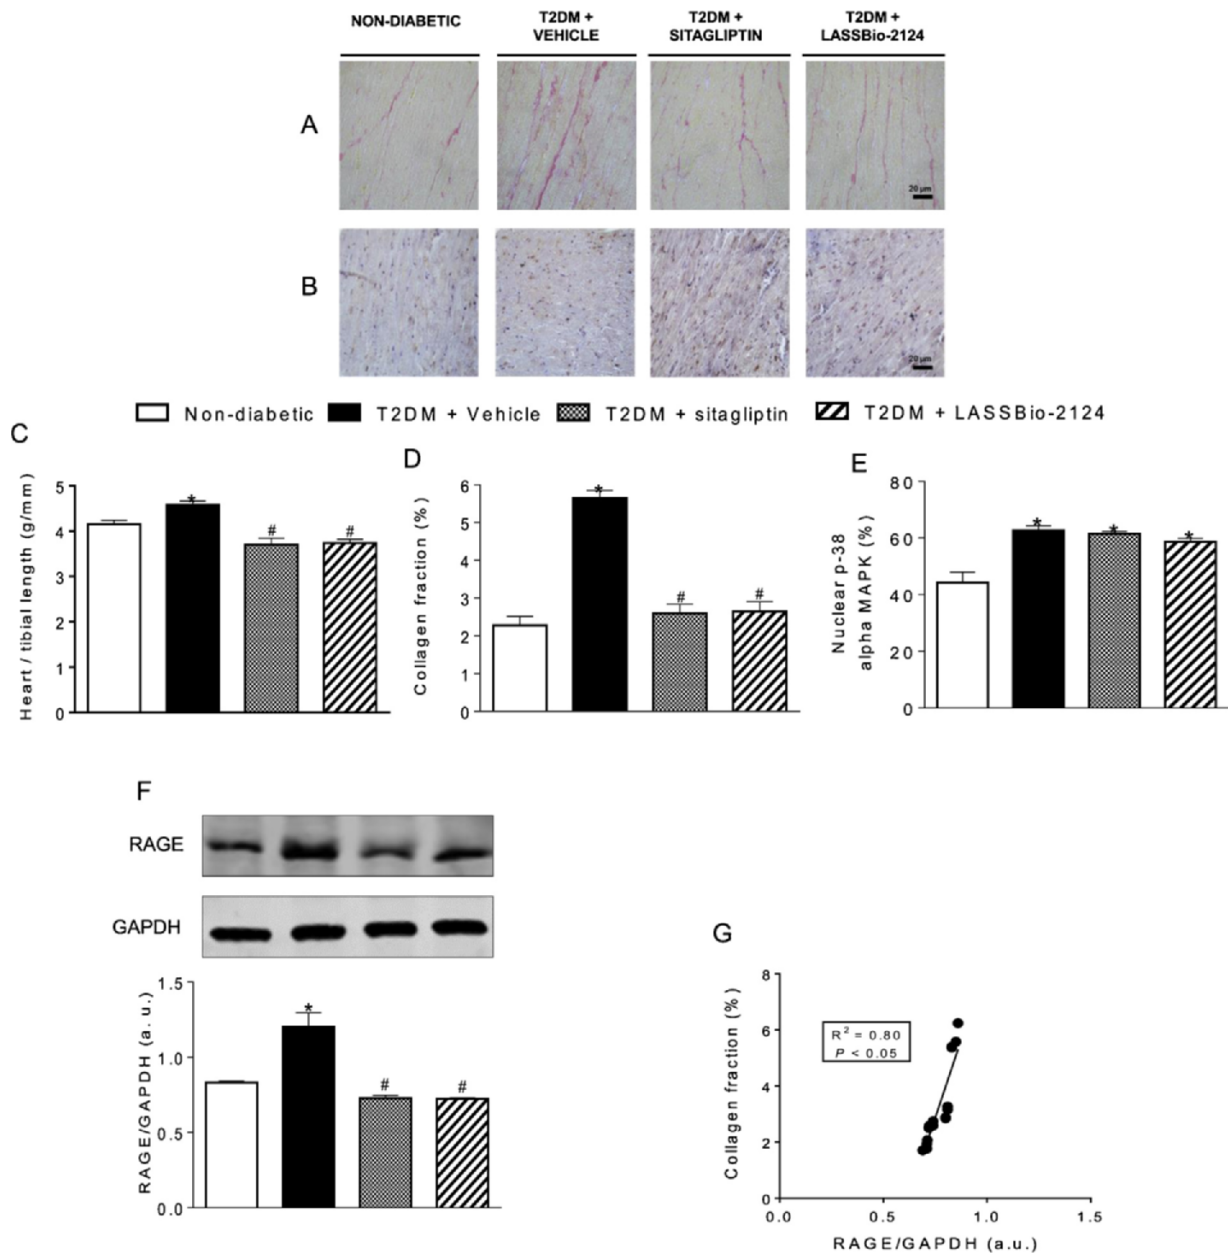 NON-DIABETIC
T2DM +
VEHICLE
T2DM +
SITAGLIPTIN
T2DM +
LASSBio-2124
A
20 µm
B
20 µm
Non-diabetic T2DM + Vehicle T2DM + sitagliptin T2DM + LASSBio-2124
C
Heart / tibial length (g/mm)
5
4
3
2
1
0
*
#
#
D
Collagen fraction (%)
6
5
4
3
2
1
0
*
#
#
E
Nuclear p-38
alpha MAPK (%)
80
60
40
20
0
*
*
*
F
RAGE
GAPDH
RAGE/GAPDH (a.u.)
1.5
1.0
0.5
0.0
*
#
#
G
Collagen fraction (%)
8
6
4
2
0
R² = 0.80
P < 0.05
0.0 0.5 1.0 1.5
RAGE/GAPDH (a.u.)